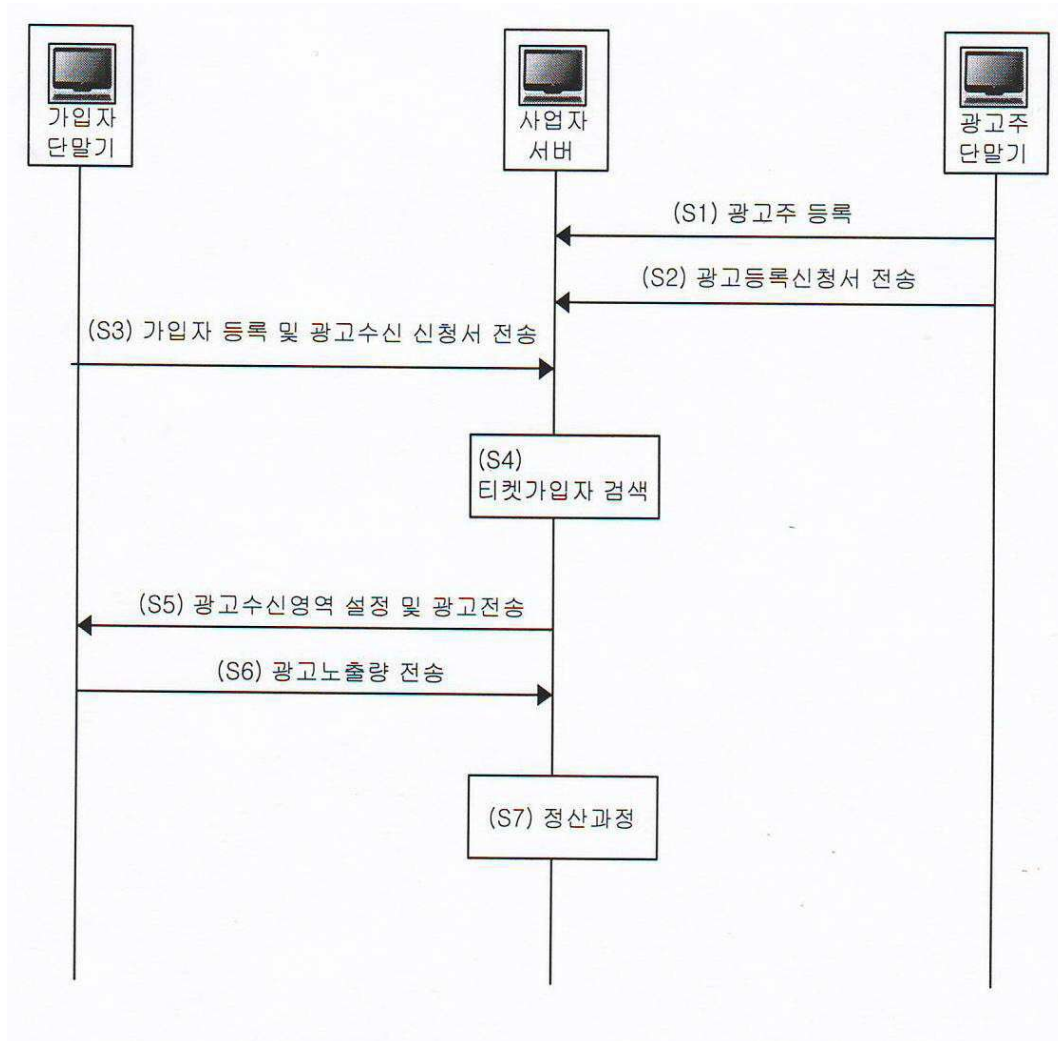 가입자
단말기
사업자
서버
광고주
단말기
(S1) 광고주 등록
(S2) 광고등록신청서 전송
(S3) 가입자 등록 및 광고수신 신청서 전송
(S4)
티켓가입자 검색
(S5) 광고수신영역 설정 및 광고전송
(S6) 광고노출량 전송
(S7) 정산과정